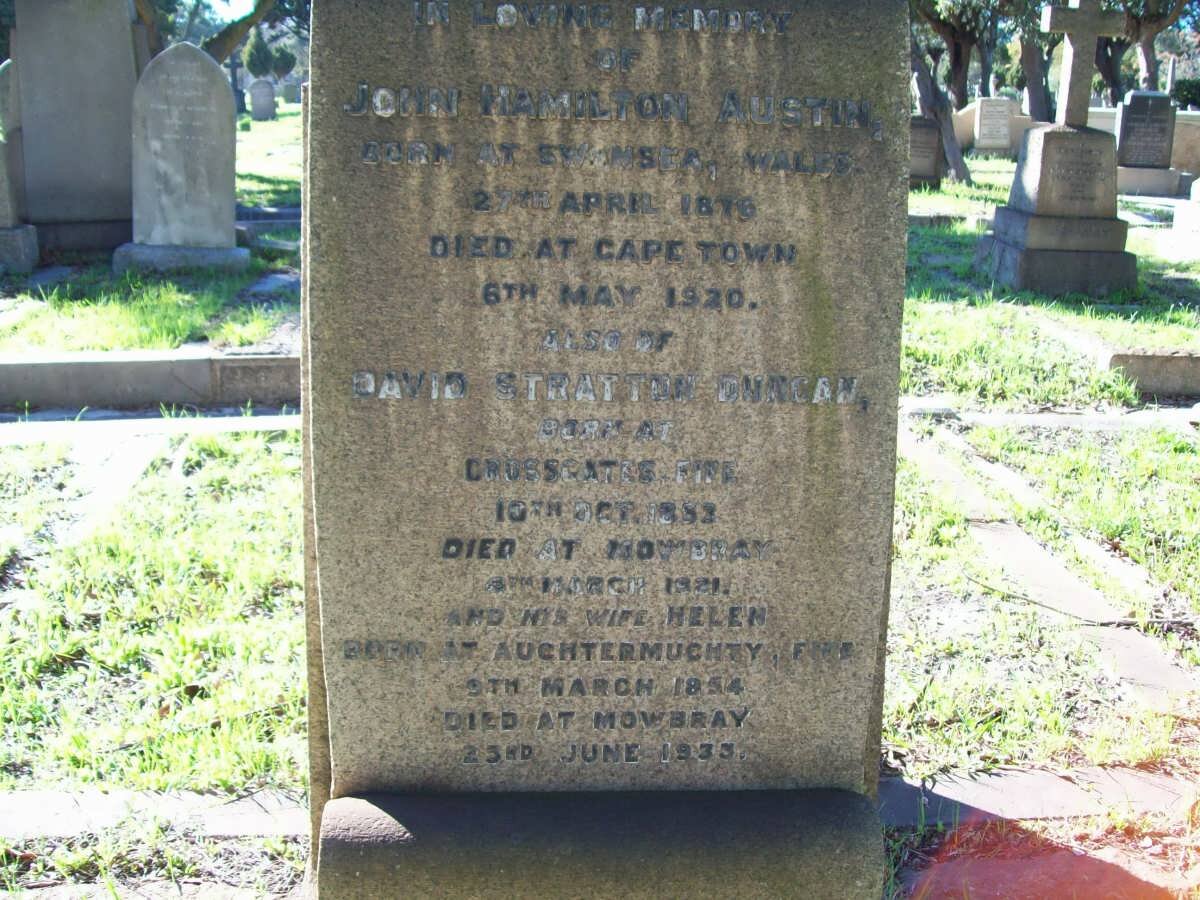 IN LOVING MEMORY
OF
JOHN HAMILTON AUSTIN,
BORN AT SWANSEA, WALES.
27TH APRIL 1876
DIED AT CAPE TOWN
6TH MAY 1920.
ALSO OF
DAVID STRATTON DUNCAN,
BORN AT
CROSSGATES. FIFE
10TH OCT. 1853
DIED AT MOWBRAY
4TH MARCH 1921.
AND HIS WIFE HELEN
BORN AT AUCHTERMUCHTY, FIFE
9TH MARCH 1854
DIED AT MOWBRAY
23RD JUNE 1933.